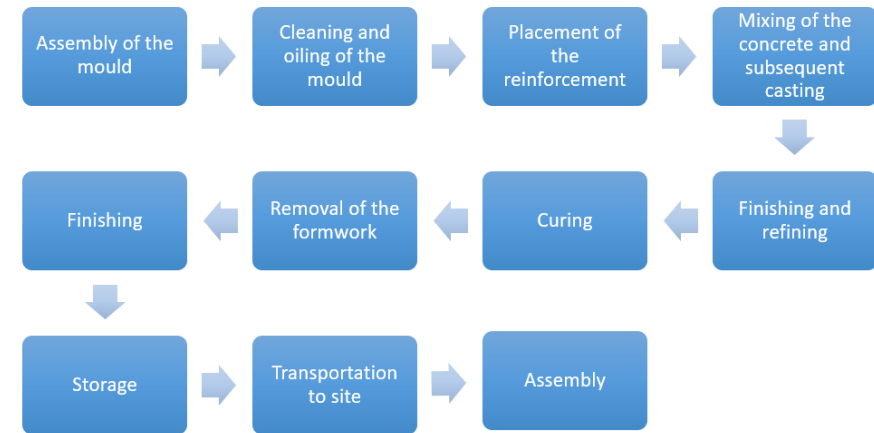 Assembly of the
mould
Cleaning and
oiling of the
mould
Placement of
the
reinforcement
Mixing of the
concrete and
subsequent
casting
Finishing and
refining
Curing
Removal of the
formwork
Finishing
Storage
Transportation
to site
Assembly